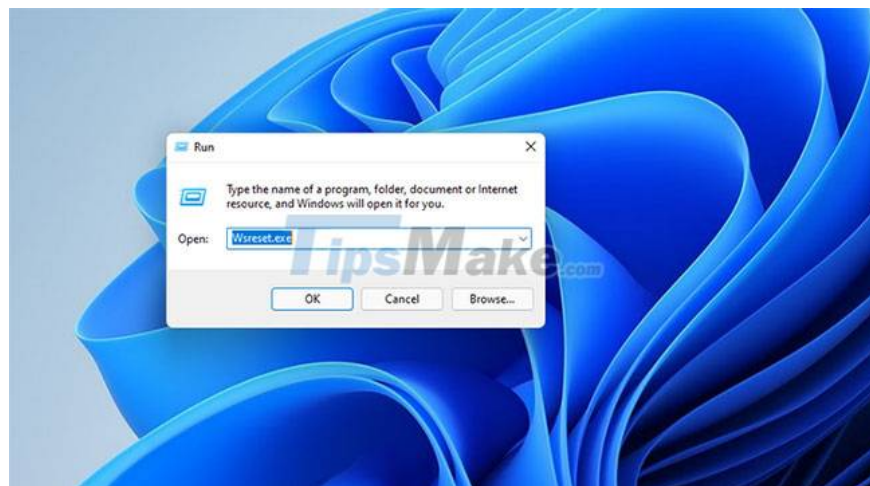 Run
Type the name of a program, folder, document or Internet
resource, and Windows will open it for you.
Open: Wsreset.exe
TipsMake.com
OK Cancel Browse...